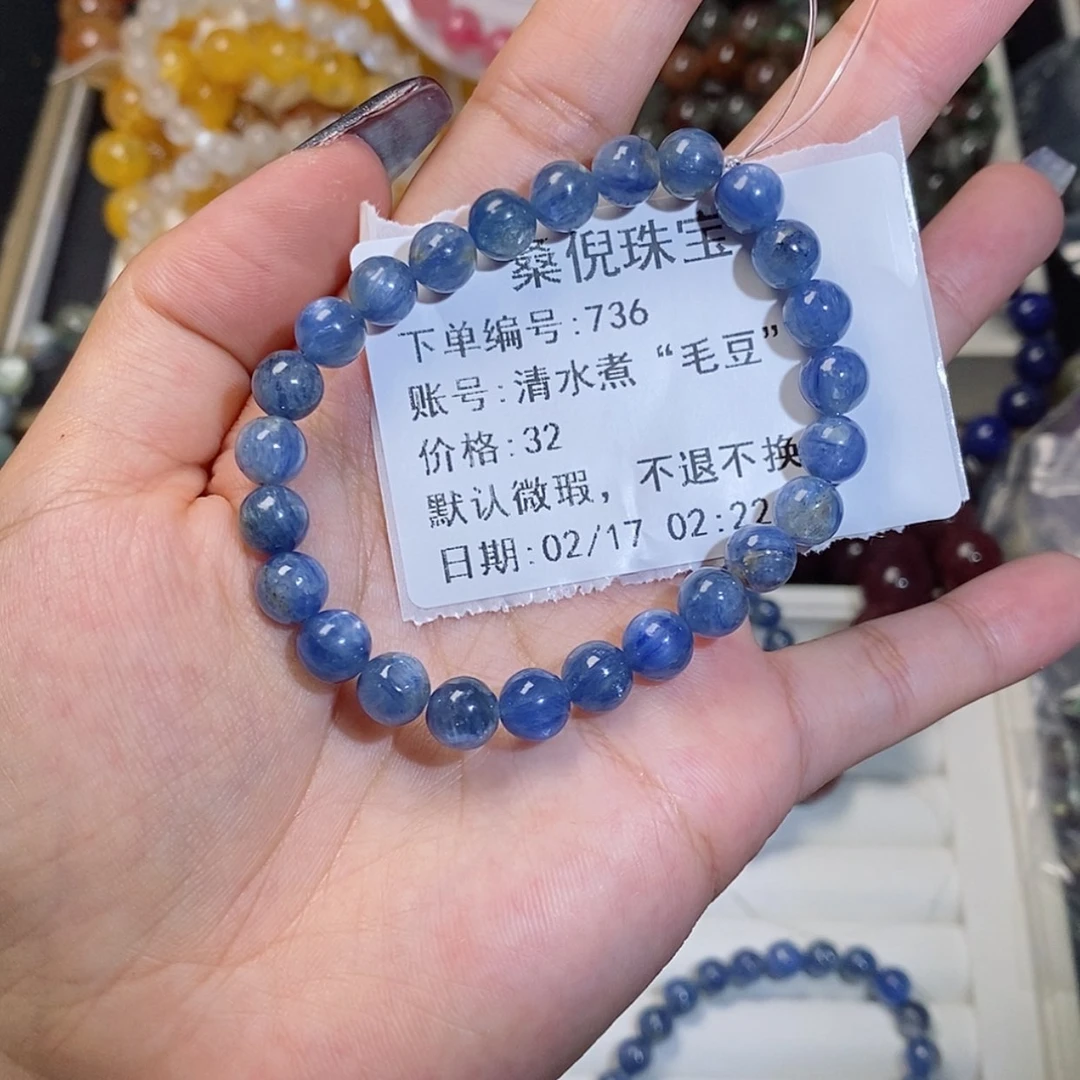 桑倪珠宝
下单编号:736
账号:清水煮“毛豆”
价格:32
默认微瑕，不退不换
日期:02/17 02:22